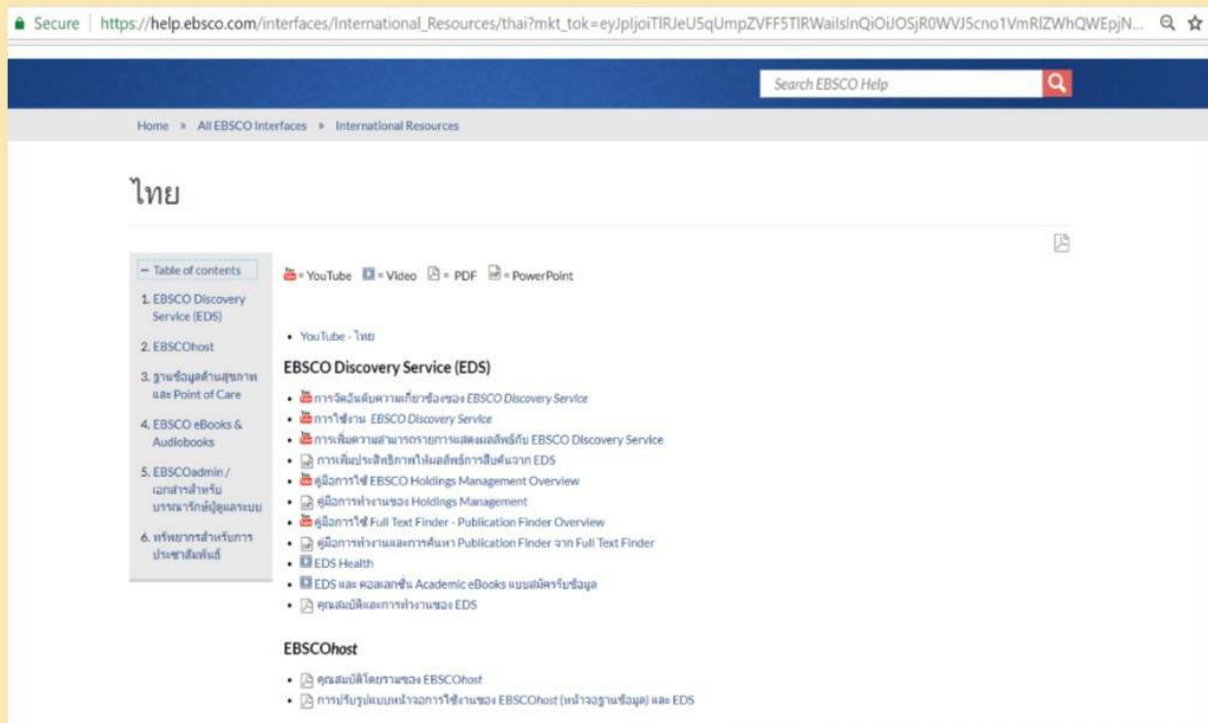 Secure | https://help.ebsco.com/interfaces/International_Resources/thai?mkt_tok=
Search EBSCO Help
Home » All EBSCO Interfaces » International Resources
ไทย
– Table of contents
1. EBSCO Discovery
Service (EDS)
2. EBSCOhost
3. ฐานข้อมูลด้านสุขภาพ
และ Point of Care
4. EBSCO eBooks &
Audiobooks
5. EBSCOadmin /
เอกสารสำหรับ
บรรณารักษ์ผู้ดูแลระบบ
6. ทรัพยากรสำหรับการ
ประชาสัมพันธ์
= YouTube = Video = PDF = PowerPoint
• YouTube - ไทย
EBSCO Discovery Service (EDS)
• การจัดอันดับความเกี่ยวข้องของ EBSCO Discovery Service
• การใช้งาน EBSCO Discovery Service
• การเพิ่มความสามารถรายการแสดงผลลัพธ์กับ EBSCO Discovery Service
• การเพิ่มประสิทธิภาพให้ผลลัพธ์การสืบค้นจาก EDS
• คู่มือการใช้ EBSCO Holdings Management Overview
• คู่มือการทำงานของ Holdings Management
• คู่มือการใช้ Full Text Finder - Publication Finder Overview
• คู่มือการทำงานและการค้นหา Publication Finder จาก Full Text Finder
• EDS Health
• EDS และ คอลเลกชั่น Academic eBooks แบบสมัครรับข้อมูล
• คุณสมบัติและการทำงานของ EDS
EBSCOhost
• คุณสมบัติโดยรวมของ EBSCOhost
• การปรับรูปแบบหน้าจอการใช้งานของ EBSCOhost (หน้าจอฐานข้อมูล) และ EDS